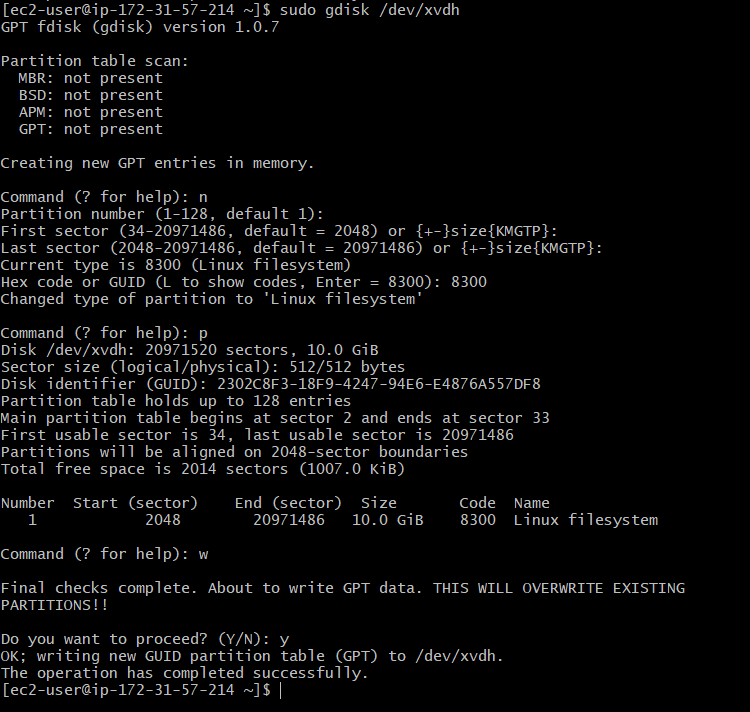 [ec2-user@ip-172-31-57-214 ~]$ sudo gdisk /dev/xvdh
GPT fdisk (gdisk) version 1.0.7
Partition table scan:
  MBR: not present
  BSD: not present
  APM: not present
  GPT: not present
Creating new GPT entries in memory.
Command (? for help): n
Partition number (1-128, default 1):
First sector (34-20971486, default = 2048) or {+-}size{KMGTP}:
Last sector (2048-20971486, default = 20971486) or {+-}size{KMGTP}:
Current type is 8300 (Linux filesystem)
Hex code or GUID (L to show codes, Enter = 8300): 8300
Changed type of partition to 'Linux filesystem'
Command (? for help): p
Disk /dev/xvdh: 20971520 sectors, 10.0 GiB
Sector size (logical/physical): 512/512 bytes
Disk identifier (GUID): 2302C8F3-18F9-4247-94E6-E4876A557DF8
Partition table holds up to 128 entries
Main partition table begins at sector 2 and ends at sector 33
First usable sector is 34, last usable sector is 20971486
Partitions will be aligned on 2048-sector boundaries
Total free space is 2014 sectors (1007.0 KiB)
Number  Start (sector)    End (sector)  Size       Code  Name
   1            2048        20971486   10.0 GiB    8300  Linux filesystem
Command (? for help): w
Final checks complete. About to write GPT data. THIS WILL OVERWRITE EXISTING
PARTITIONS!!
Do you want to proceed? (Y/N): y
OK; writing new GUID partition table (GPT) to /dev/xvdh.
The operation has completed successfully.
[ec2-user@ip-172-31-57-214 ~]$